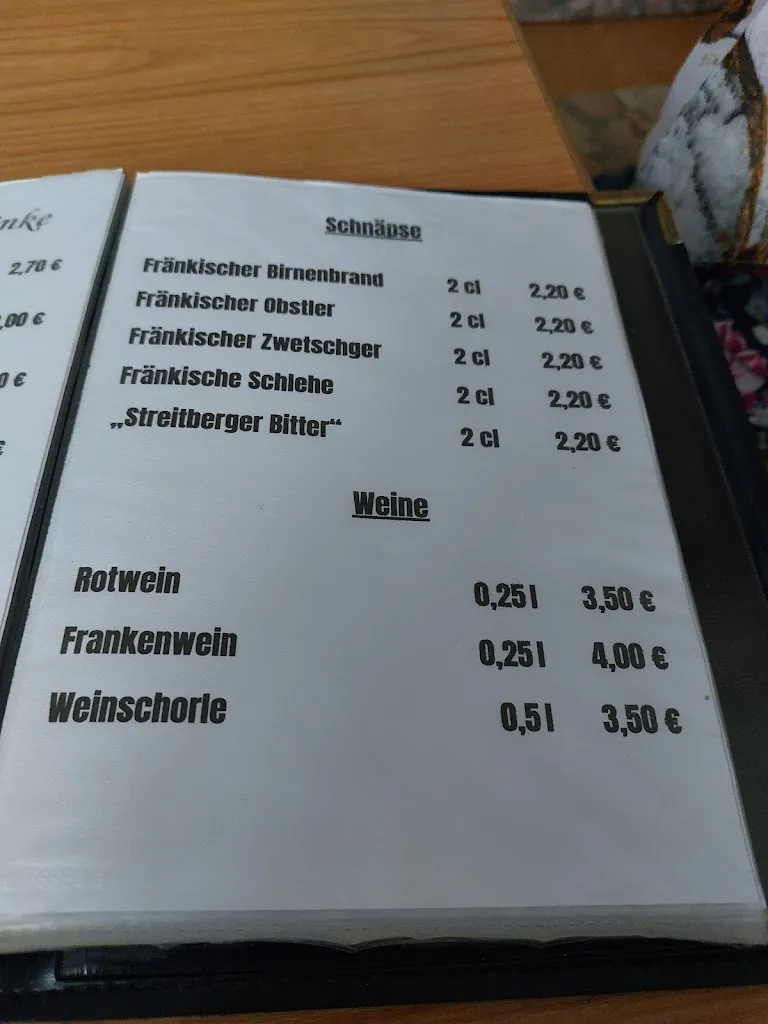 2,70 €
Schnäpse
Fränkischer Birnenbrand 2 cl 2,20 €
Fränkischer Obstler 2 cl 2,20 €
Fränkischer Zwetschger 2 cl 2,20 €
Fränkische Schlehe 2 cl 2,20 €
„Streitberger Bitter“ 2 cl 2,20 €
Weine
Rotwein 0,25 l 3,50 €
Frankenwein 0,25 l 4,00 €
Weinschorle 0,5 l 3,50 €